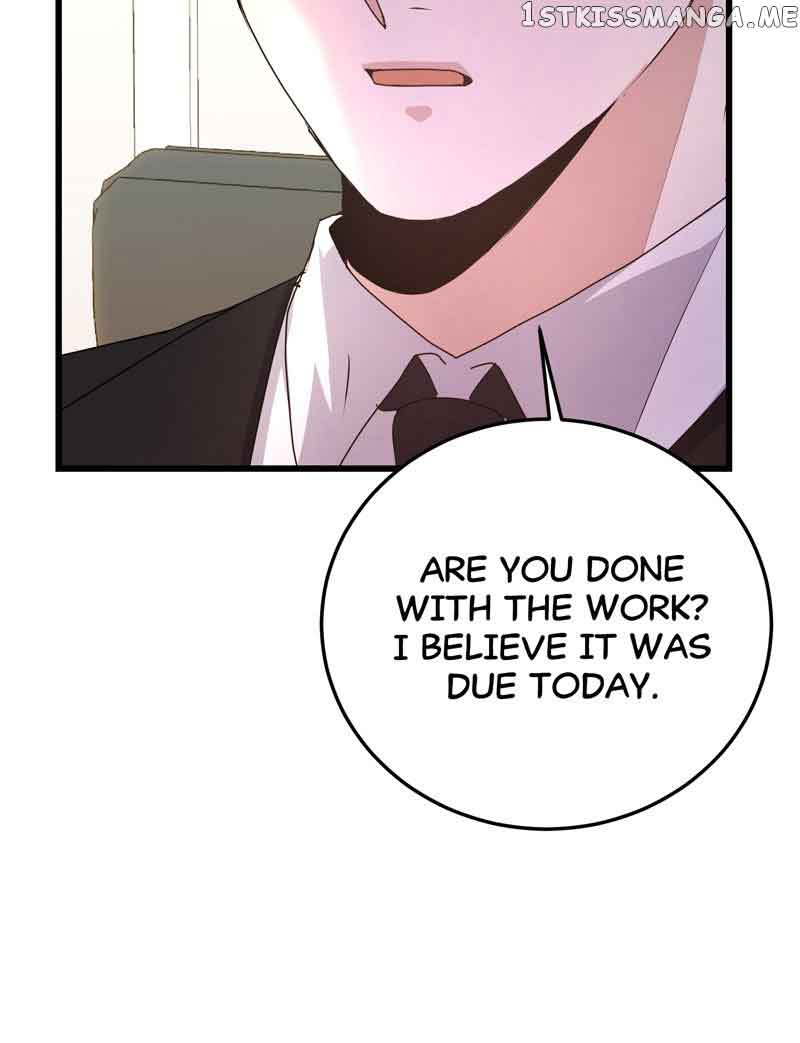 1STKISSMANGA.ME
ARE YOU DONE
WITH THE WORK?
I BELIEVE IT WAS
DUE TODAY.